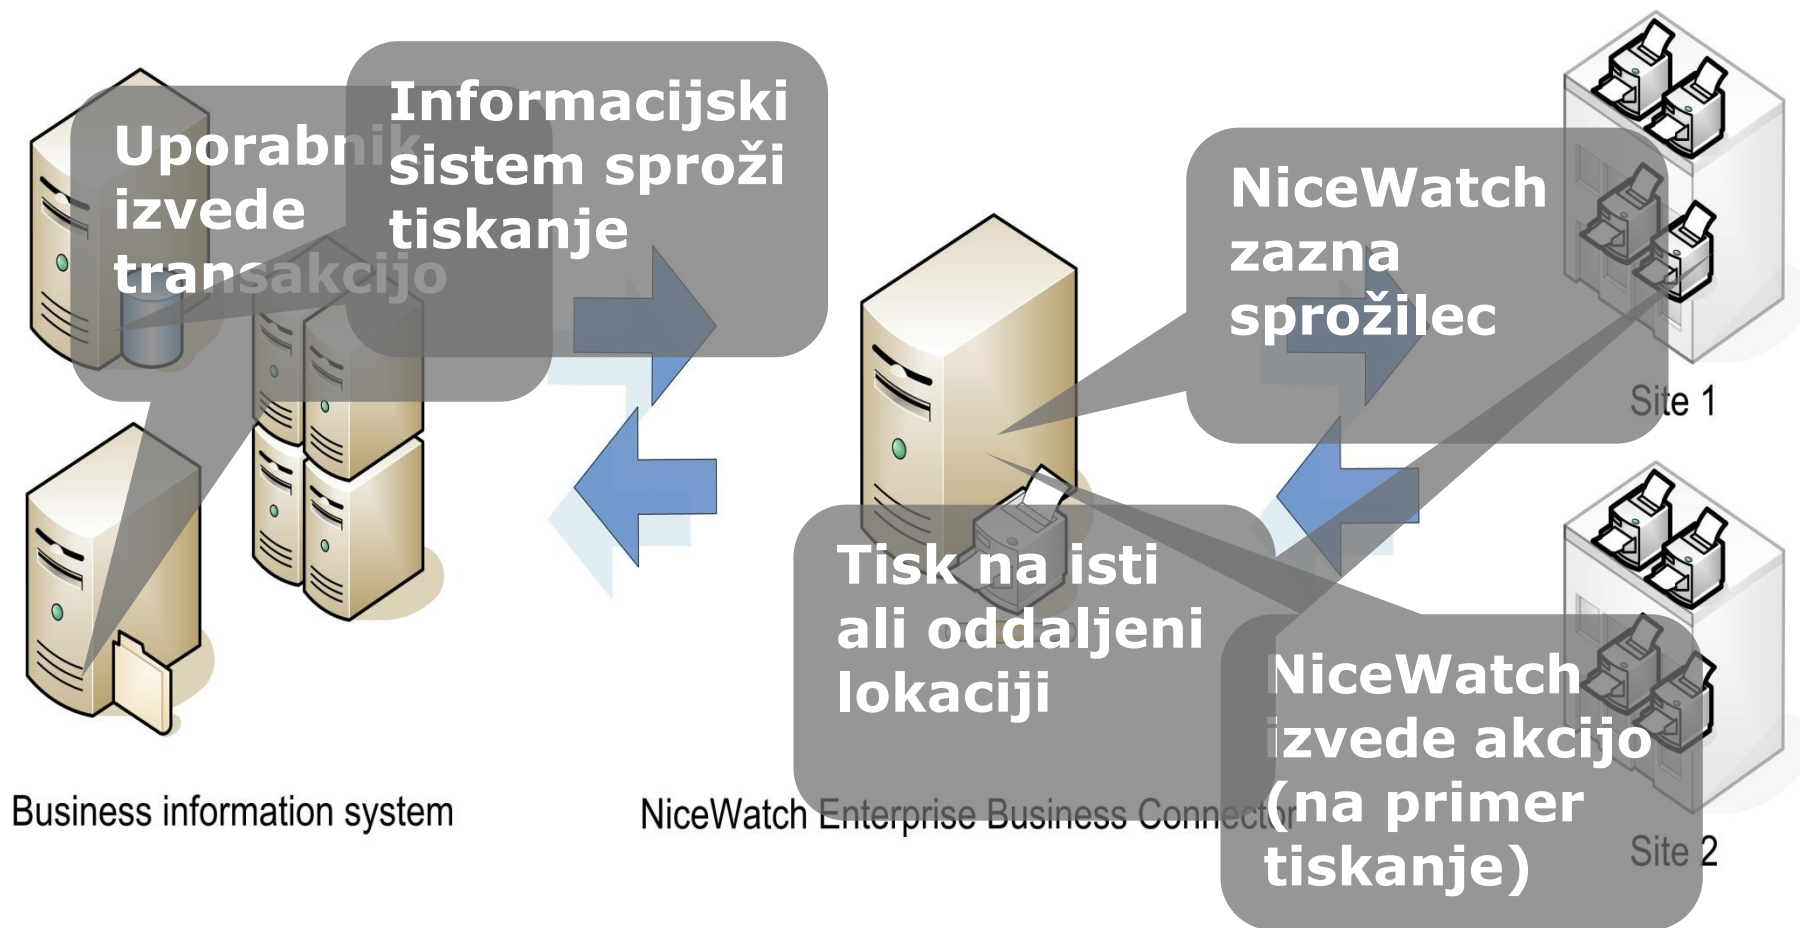 Uporabnik
izvede
transakcijo
Informacijski
sistem sproži
tiskanje
NiceWatch
zazna
sprožilec
Site 1
Tisk na isti
ali oddaljeni
lokaciji
NiceWatch
izvede akcijo
(na primer
tiskanje)
Business information system
NiceWatch Enterprise Business Connector
Site 2